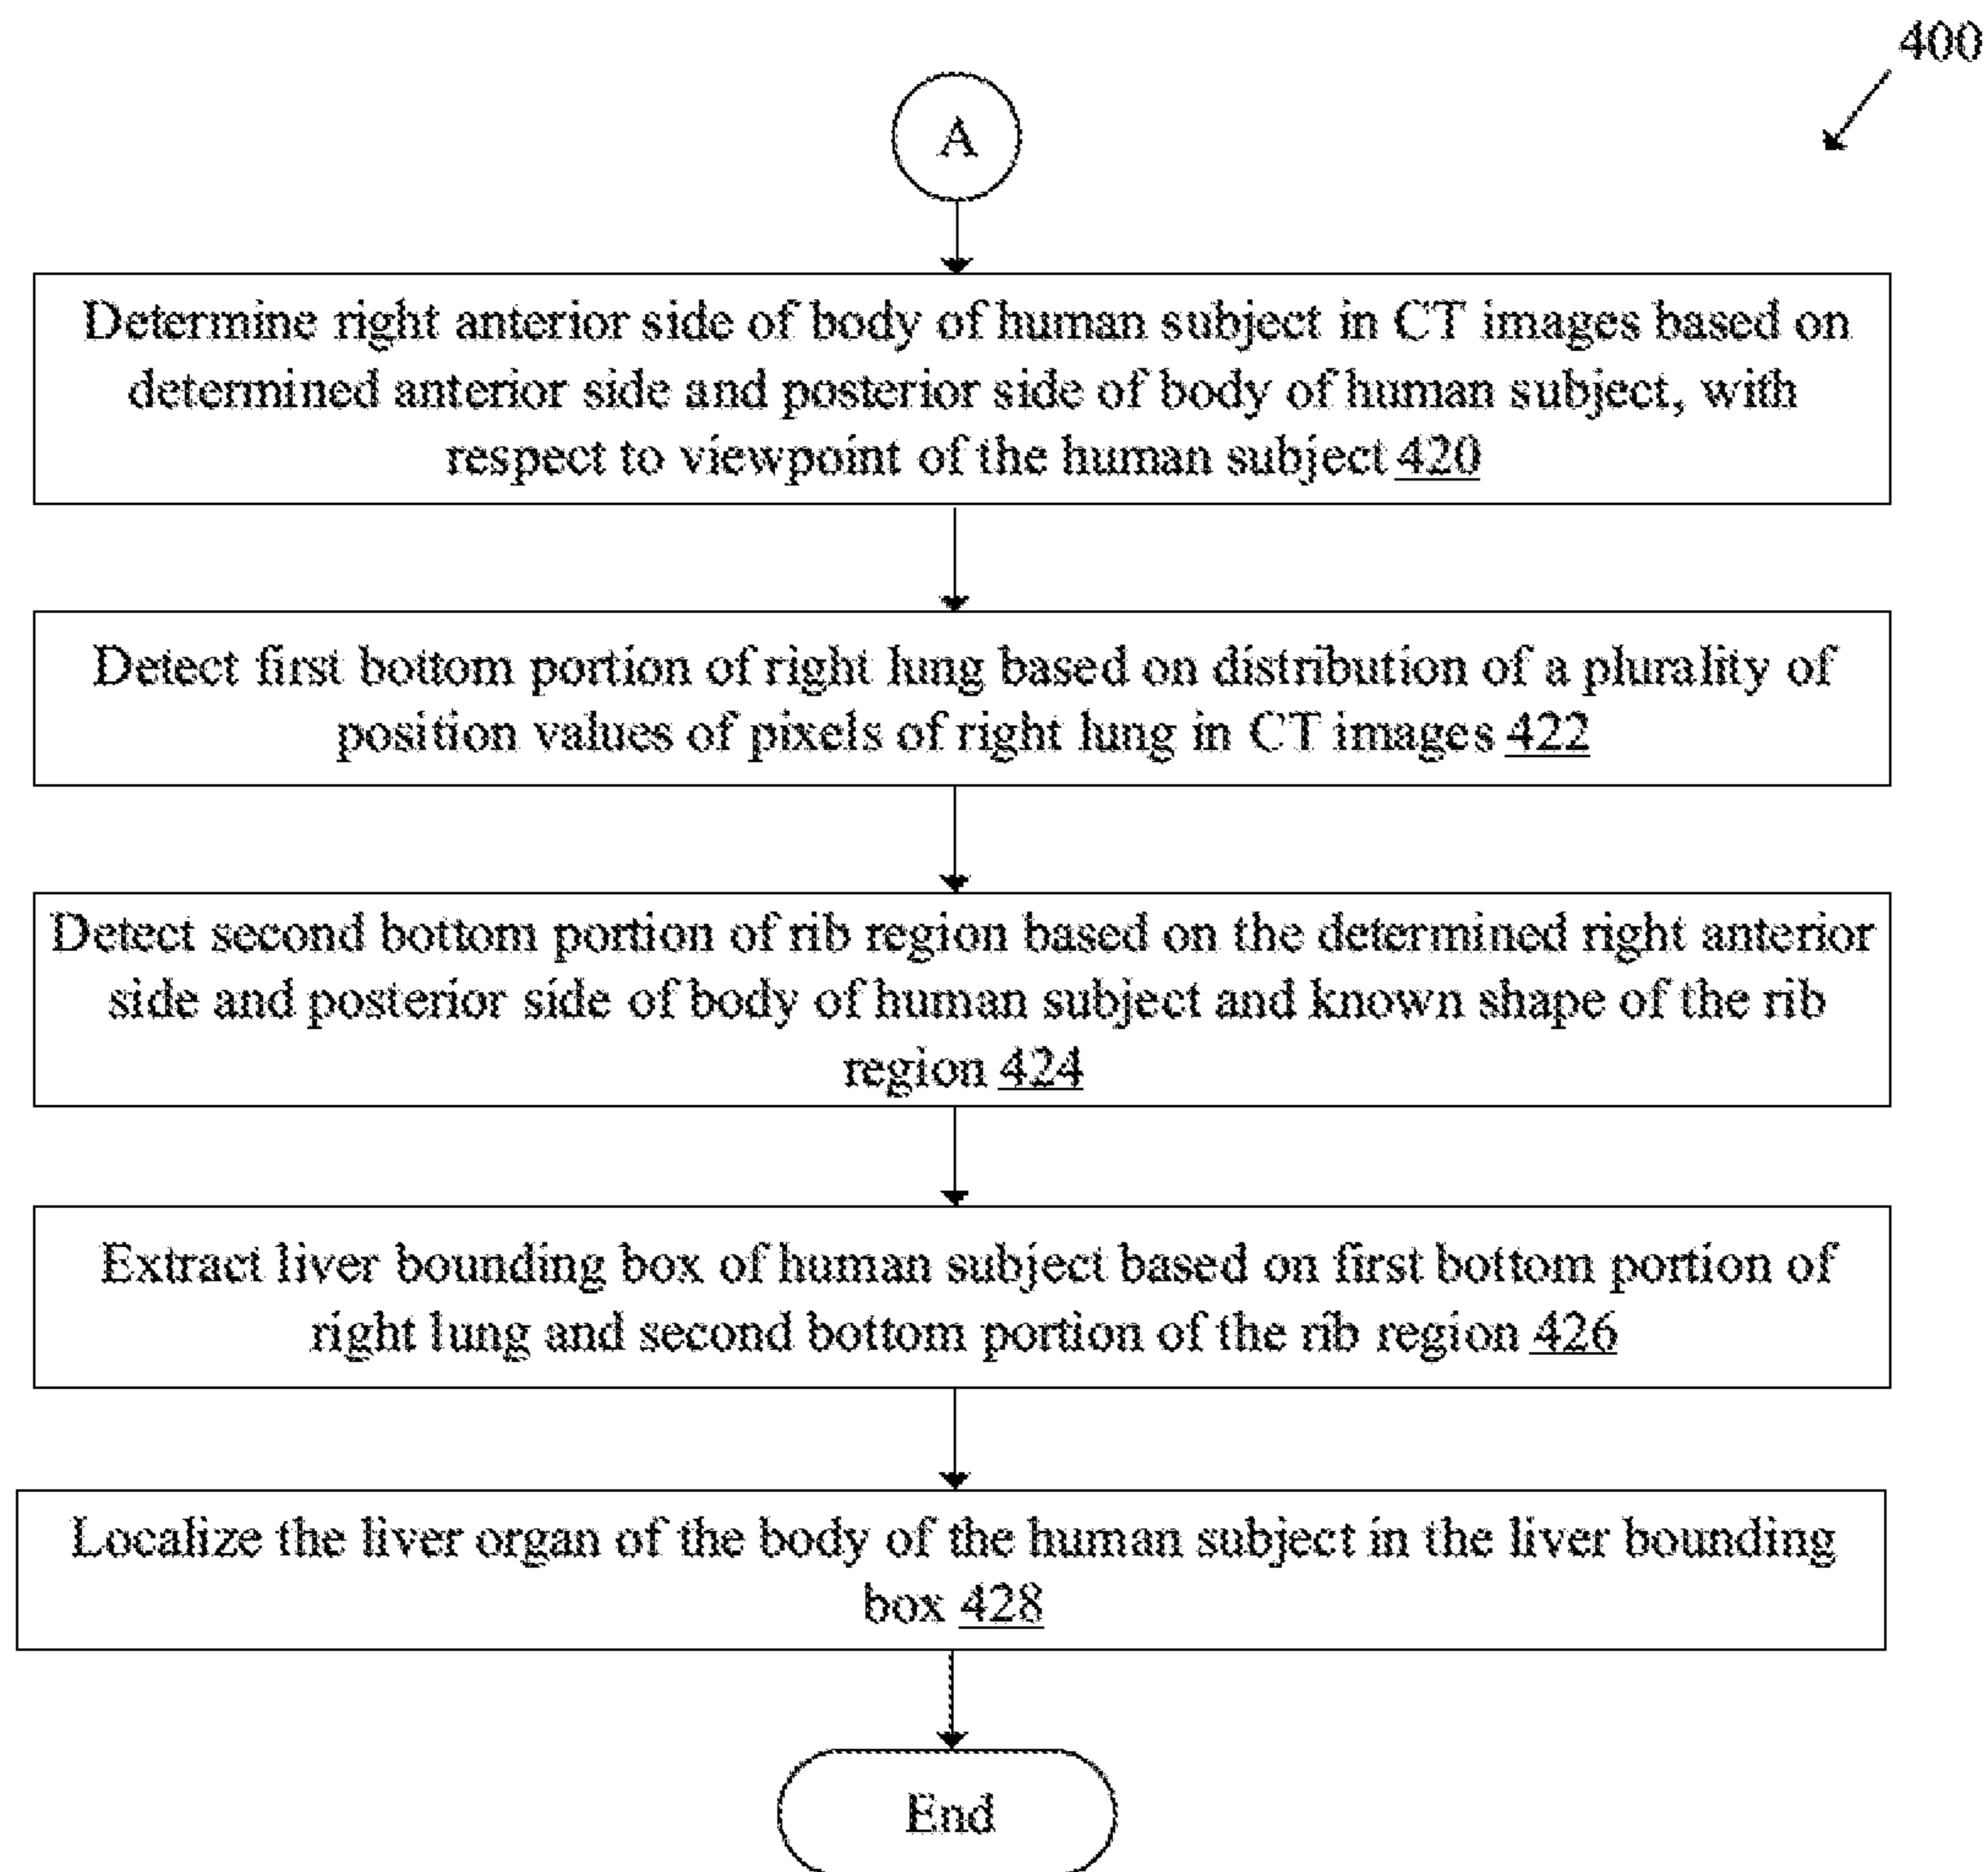 400
A
Determine right anterior side of body of human subject in CT images based on
determined anterior side and posterior side of body of human subject, with
respect to viewpoint of the human subject 420
Detect first bottom portion of right lung based on distribution of a plurality of
position values of pixels of right lung in CT images 422
Detect second bottom portion of rib region based on the determined right anterior
side and posterior side of body of human subject and known shape of the rib
region 424
Extract liver bounding box of human subject based on first bottom portion of
right lung and second bottom portion of the rib region 426
Localize the liver organ of the body of the human subject in the liver bounding
box 428
End